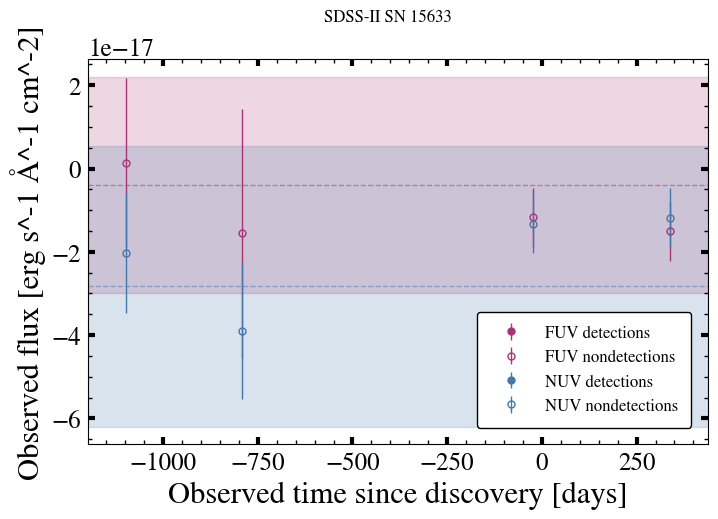 SDSS-II SN 15633
1e−17
Observed flux [erg s^-1 Å^-1 cm^-2]
2
0
−2
−4
−6
FUV detections
FUV nondetections
NUV detections
NUV nondetections
−1000 −750 −500 −250 0 250
Observed time since discovery [days]